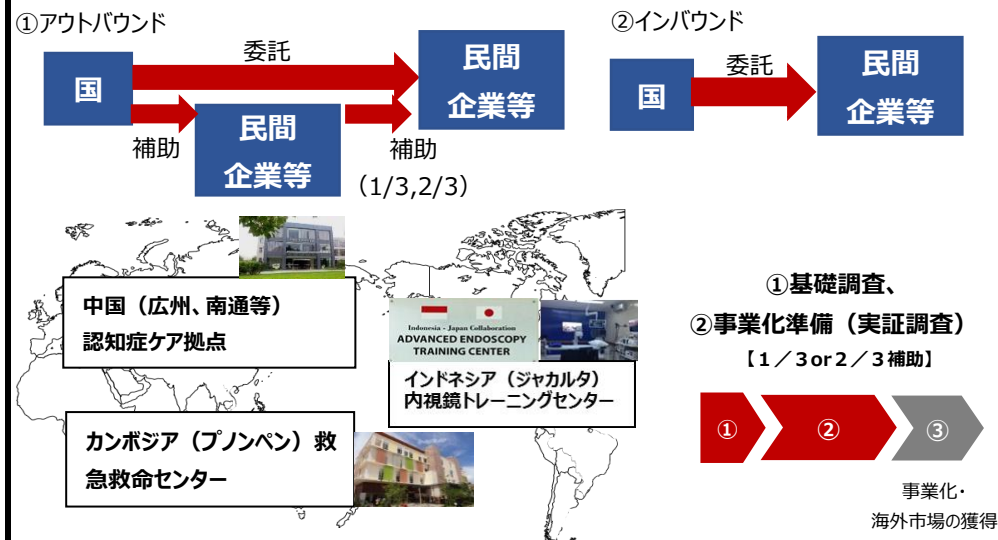 ①アウトバウンド
委託
国
民間
企業等
補助
民間
企業等
補助
（1/3,2/3）
②インバウンド
国
委託
民間
企業等
中国（広州、南通等）
認知症ケア拠点
Indonesia - Japan Collaboration
ADVANCED ENDOSCOPY
TRAINING CENTER
インドネシア（ジャカルタ）
内視鏡トレーニングセンター
カンボジア（プノンペン）救
急救命センター
①基礎調査、
②事業化準備（実証調査）
【１／３or２／３補助】
①
②
③
事業化・
海外市場の獲得